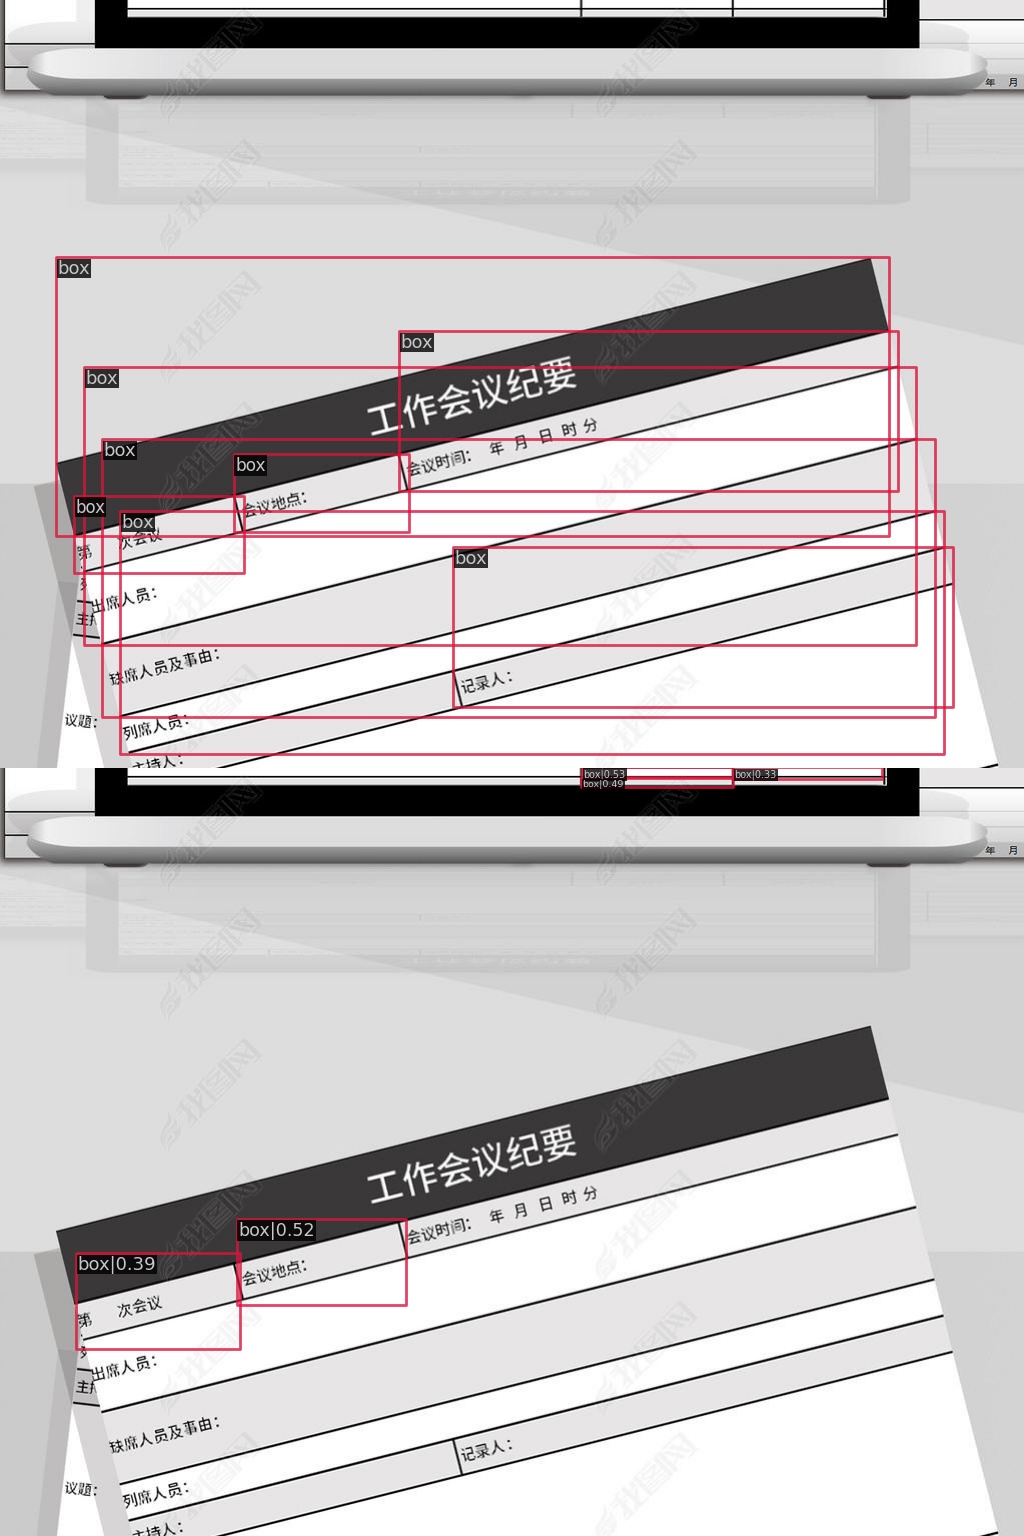 年 月
box
box
工作会议纪要
box
会议时间： 年 月 日 时 分
box
box
会议地点：
box
box
第 次会议
出席人员：
主持
box
缺席人员及事由：
记录人：
议题：
列席人员：
主持人：
box|0.53
box|0.33
box|0.49
年 月
工作会议纪要
会议时间： 年 月 日 时 分
box|0.52
box|0.39
会议地点：
第 次会议
出席人员：
缺席人员及事由：
记录人：
议题：
列席人员：
主持人：